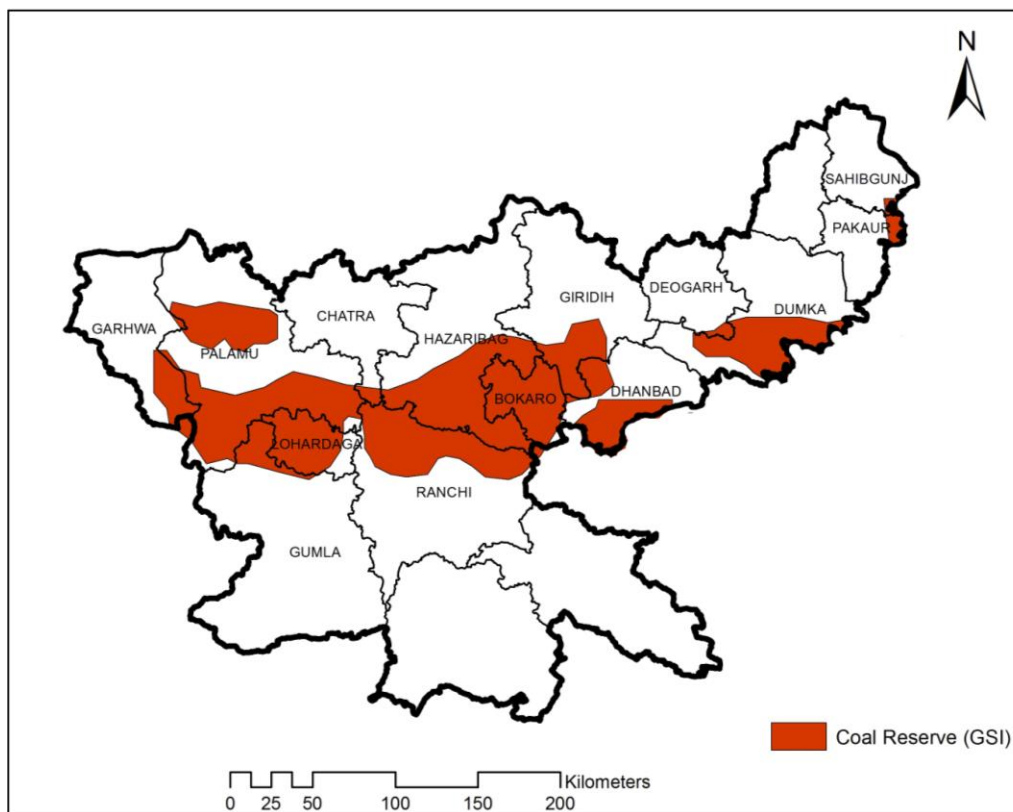 N
SAHIBGUNJ
PAKAUR
DEOGARH
DUMKA
GIRIDIH
CHATRA
HAZARIBAG
GARHWA
PALAMU
BOKARO
DHANBAD
LOHARDAGA
RANCHI
GUMLA
Coal Reserve (GSI)
Kilometers
0 25 50 100 150 200